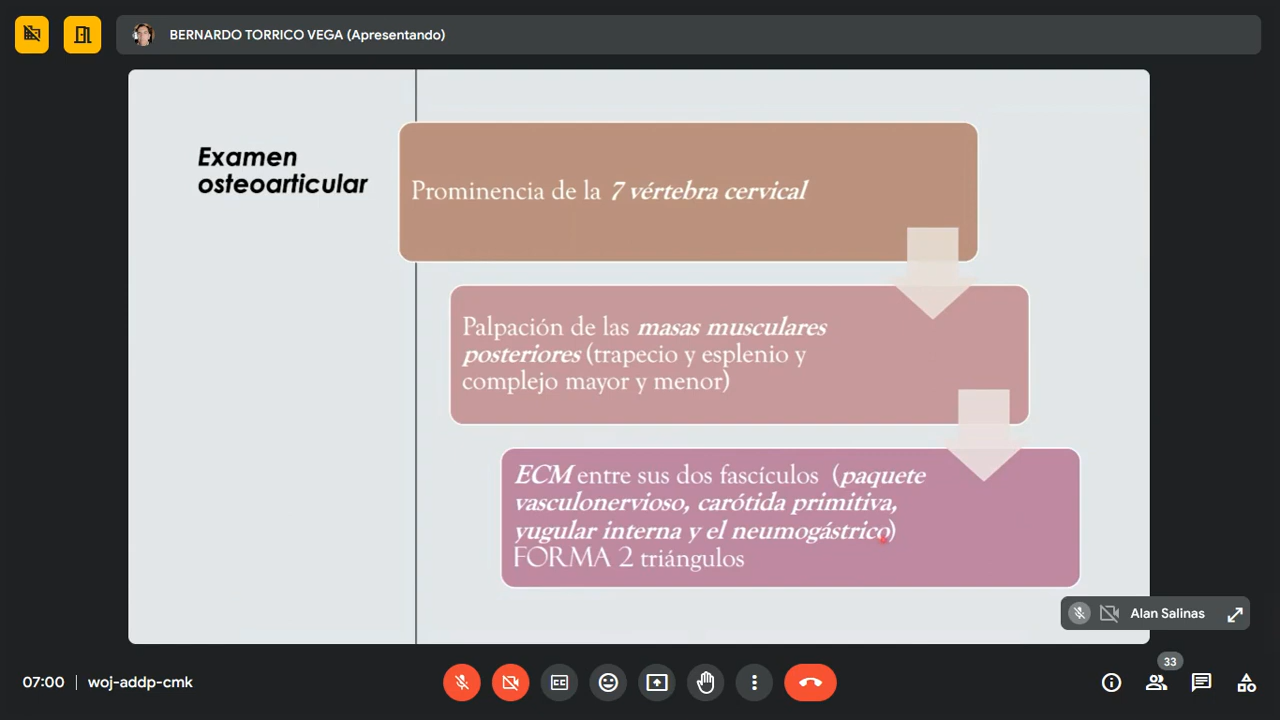 BERNARDO TORRICO VEGA (Apresentando)
Examen
osteoarticular
Prominencia de la 7 vértebra cervical
Palpación de las masas musculares
posteriores (trapecio y esplenio y
complejo mayor y menor)
ECM entre sus dos fascículos (paquete
vasculonervioso, carótida primitiva,
yugular interna y el neumogástrico)
FORMA 2 triángulos
Alan Salinas
33
07:00 woj-addp-cmk